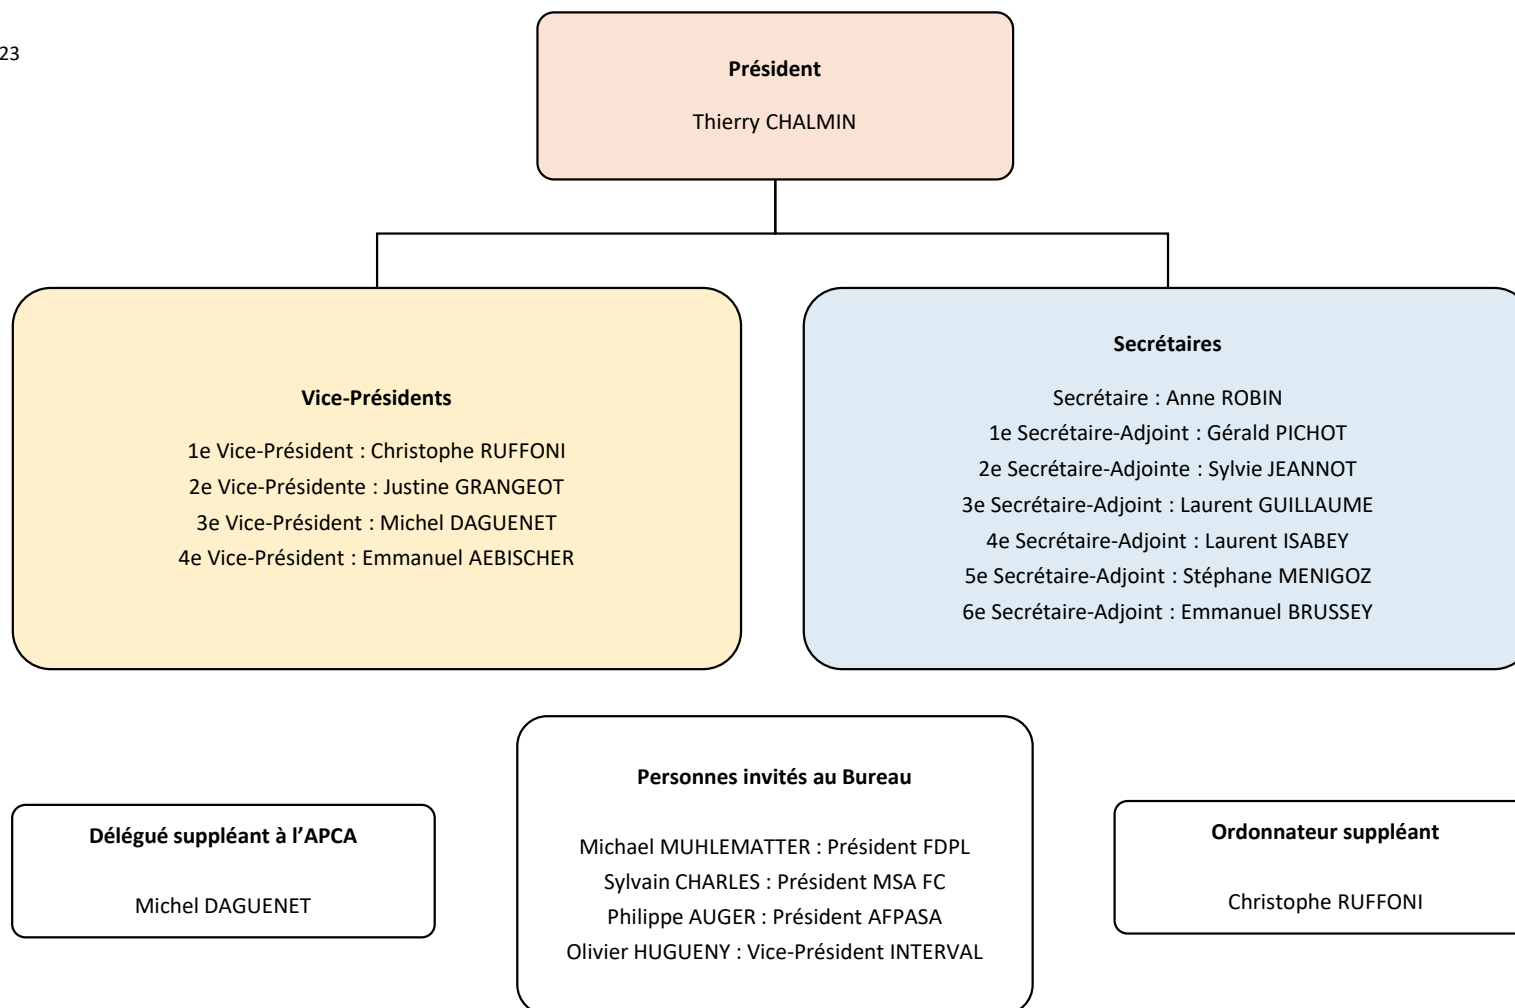 23
Président
Thierry CHALMIN
Vice-Présidents
1e Vice-Président : Christophe RUFFONI
2e Vice-Présidente : Justine GRANGEOT
3e Vice-Président : Michel DAGUENET
4e Vice-Président : Emmanuel AEBISCHER
Secrétaires
Secrétaire : Anne ROBIN
1e Secrétaire-Adjoint : Gérald PICHOT
2e Secrétaire-Adjointe : Sylvie JEANNOT
3e Secrétaire-Adjoint : Laurent GUILLAUME
4e Secrétaire-Adjoint : Laurent ISABEY
5e Secrétaire-Adjoint : Stéphane MENIGOZ
6e Secrétaire-Adjoint : Emmanuel BRUSSEY
Délégué suppléant à l’APCA
Michel DAGUENET
Personnes invités au Bureau
Michael MUHLEMATTER : Président FDPL
Sylvain CHARLES : Président MSA FC
Philippe AUGER : Président AFPASA
Olivier HUGUENY : Vice-Président INTERVAL
Ordonnateur suppléant
Christophe RUFFONI